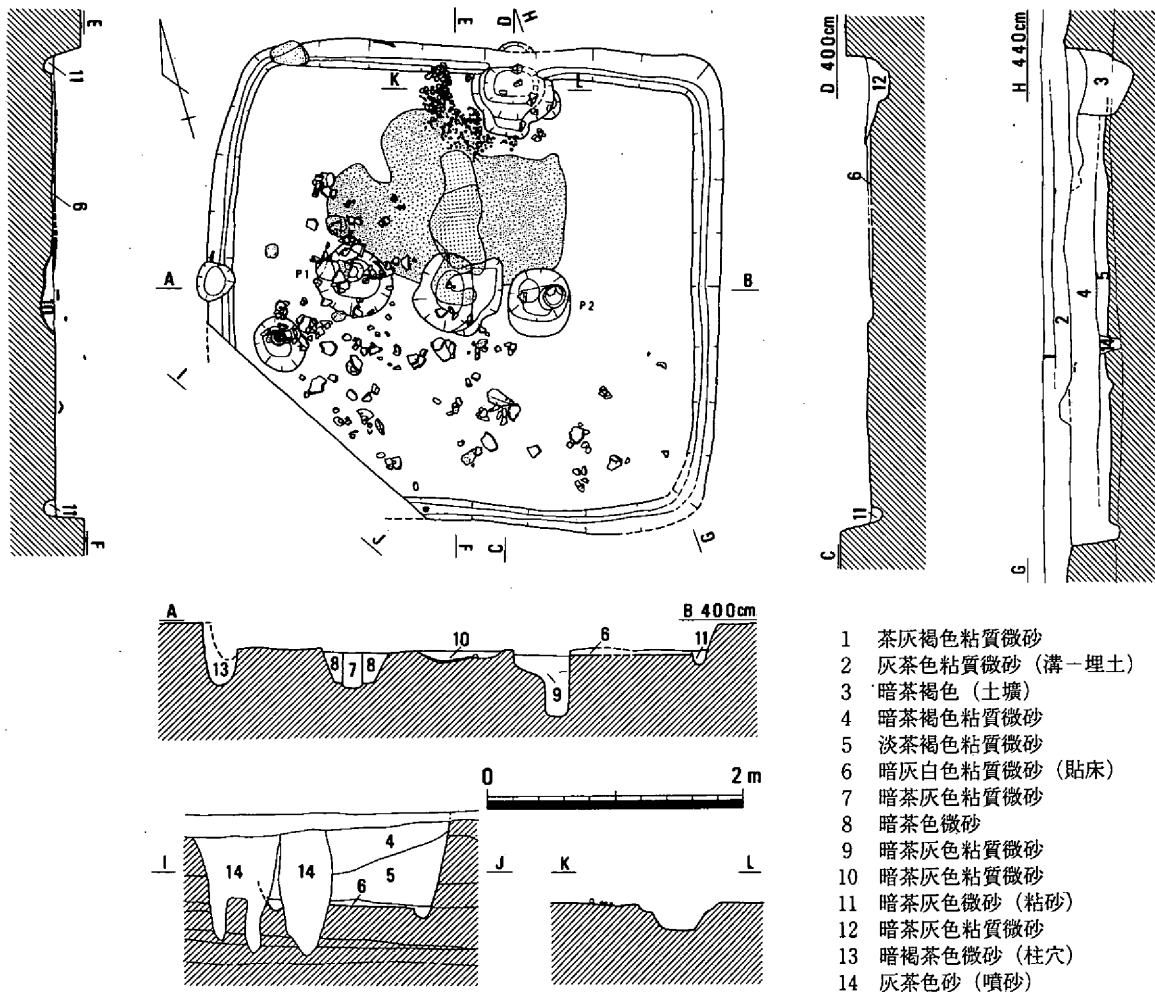 E
D
H
E
11
6
10
11
F
K
L
A
B
P1
P2
I
J
F
C
G
D 400cm
12
6
11
C
H 440cm
3
5
4
2
1
G
A
B 400cm
13
8
7
8
10
6
11
9
0
2 m
I
J
14
14
4
5
6
K
L
1 茶灰褐色粘質微砂
2 灰茶色粘質微砂(溝－埋土)
3 暗茶褐色(土壙)
4 暗茶褐色粘質微砂
5 淡茶褐色粘質微砂
6 暗灰白色粘質微砂(貼床)
7 暗茶灰色粘質微砂
8 暗茶色微砂
9 暗茶灰色粘質微砂
10 暗茶灰色粘質微砂
11 暗茶灰色微砂(粘砂)
12 暗茶灰色粘質微砂
13 暗褐茶色微砂(柱穴)
14 灰茶色砂(噴砂)